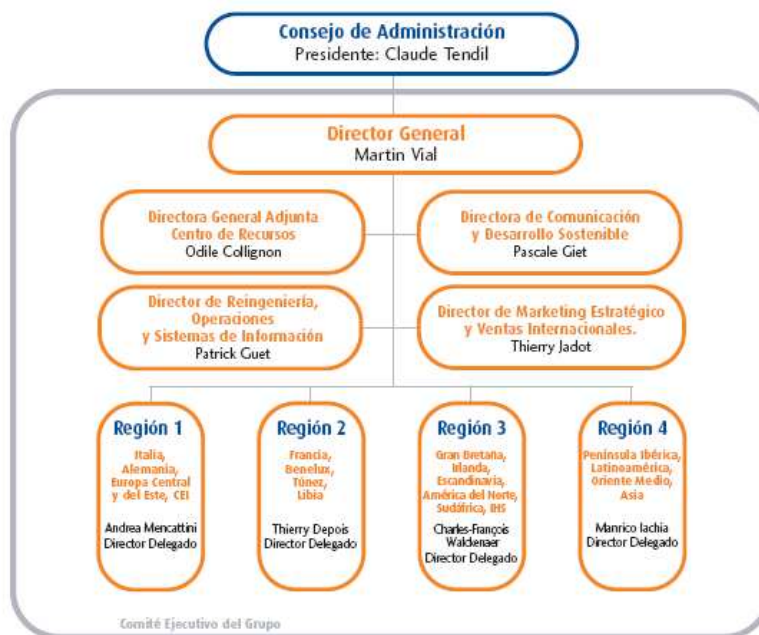 Consejo de Administración
Presidente: Claude Tendil
Director General
Martin Vial
Directora General Adjunta
Centro de Recursos
Odile Collignon
Directora de Comunicación
y Desarrollo Sostenible
Pascale Giet
Director de Reingeniería,
Operaciones
y Sistemas de Información
Patrick Guet
Director de Marketing Estratégico
y Ventas Internacionales.
Thierry Jadot
Región 1
Italia,
Alemania,
Europa Central
y del Este, CEI
Andrea Mencattini
Director Delegado
Región 2
Francia,
Benelux,
Túnez,
Libia
Thierry Depois
Director Delegado
Región 3
Gran Bretaña,
Irlanda,
Escandinavia,
América del Norte,
Sudáfrica, IHS
Charles-François
Walckenaer
Director Delegado
Región 4
Península Ibérica,
Latinoamérica,
Oriente Medio,
Asia
Manrico Iachia
Director Delegado
Comité Ejecutivo del Grupo